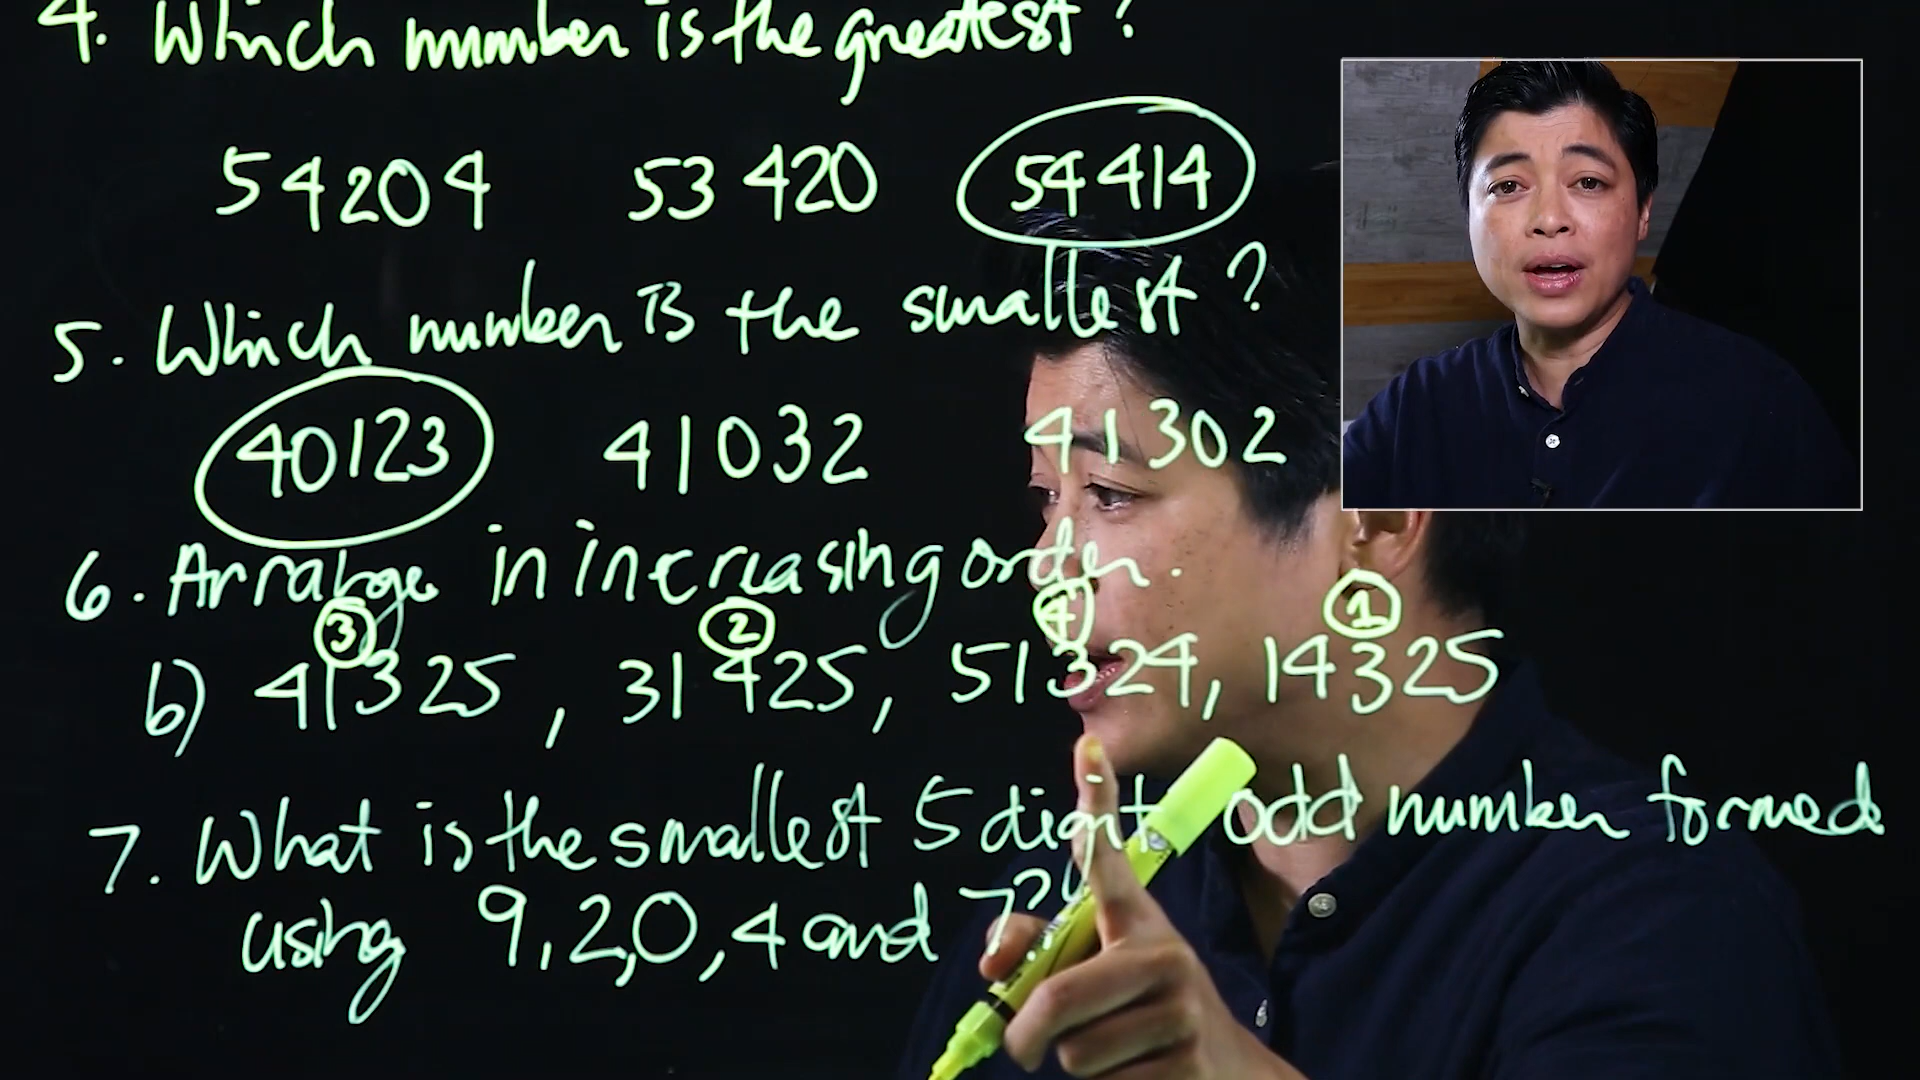 4. Which number is the greatest?
54204 53420 54414
5. Which number is the smallest?
40123 41032 41302
6. Arrange in increasing order.
3 2 4 1
b) 41325, 31425, 51324, 14325
7. What is the smallest 5 digit odd number formed
using 9,2,0,4 and 7?